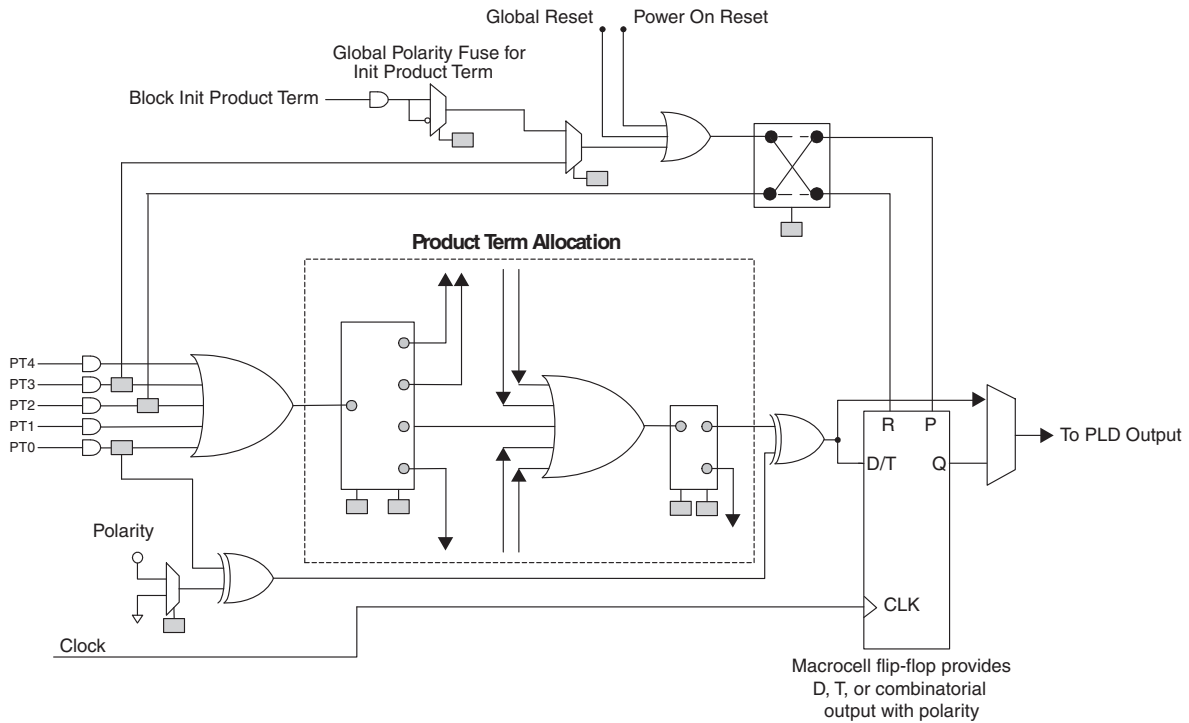 Global Reset
Power On Reset
Global Polarity Fuse for
Init Product Term
Block Init Product Term
Product Term Allocation
PT4
PT3
PT2
PT1
PT0
R
P
D/T
Q
To PLD Output
Polarity
CLK
Clock
Macrocell flip-flop provides
D, T, or combinatorial
output with polarity